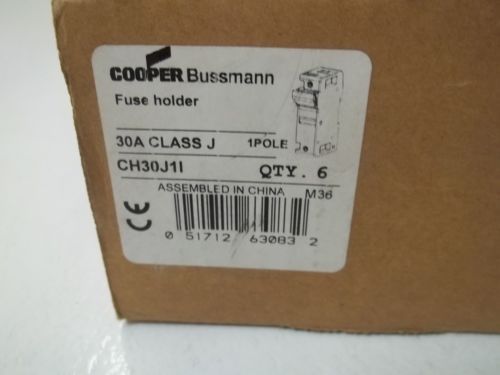 COOPER Bussmann
Fuse holder
30A CLASS J 1POLE
CH30J1I QTY. 6
ASSEMBLED IN CHINA M36
CE
0 51712 63083 2